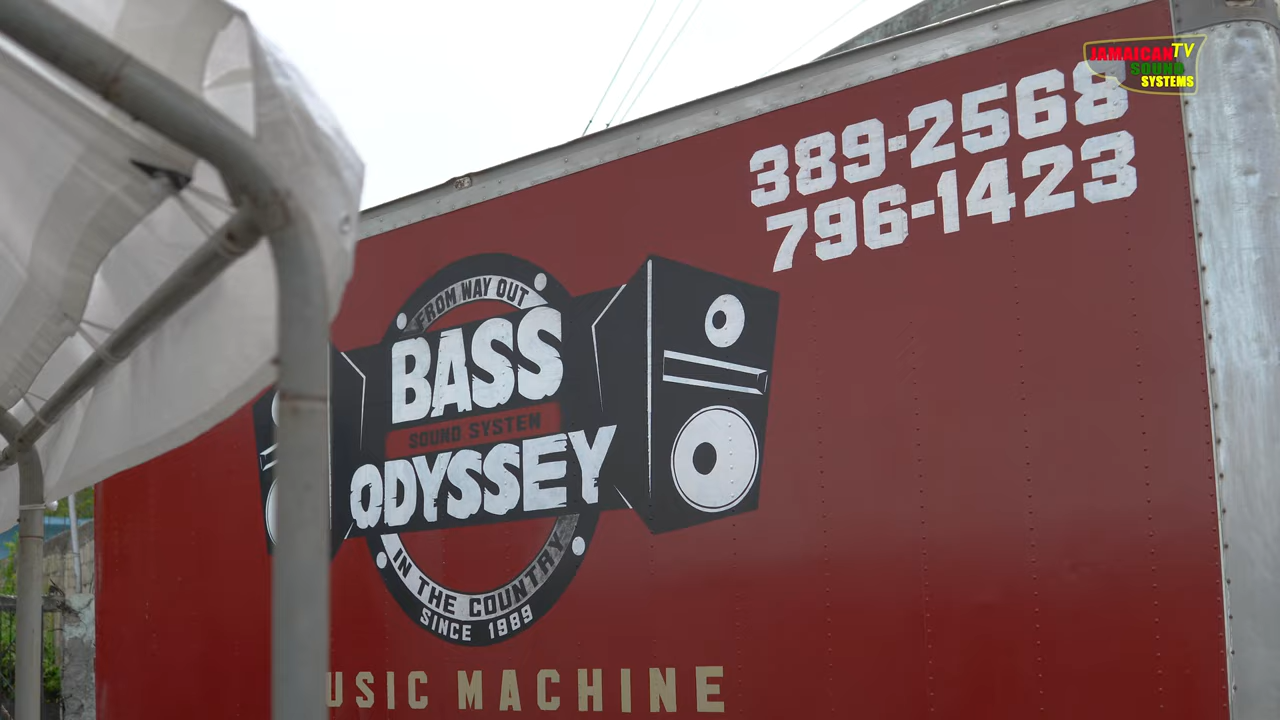 JAMAICAN TV
SOUND
SYSTEMS
389-2568
796-1423
FROM WAY OUT
BASS
SOUND SYSTEM
ODYSSEY
IN THE COUNTRY
SINCE 1989
USIC MACHINE